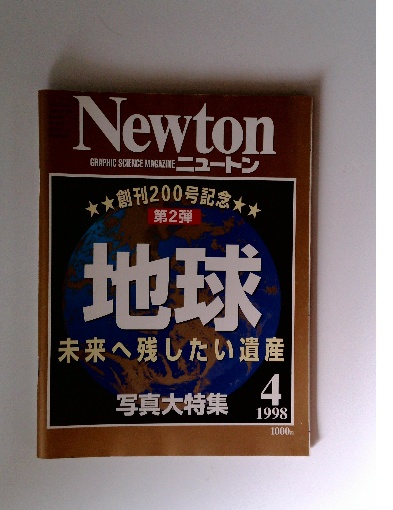 Newton
GRAPHIC SCIENCE MAGAZINE ニュートン
★★創刊200号記念★★
第2弾
地球
未来へ残したい遺産
写真大特集
4
1998
1000円